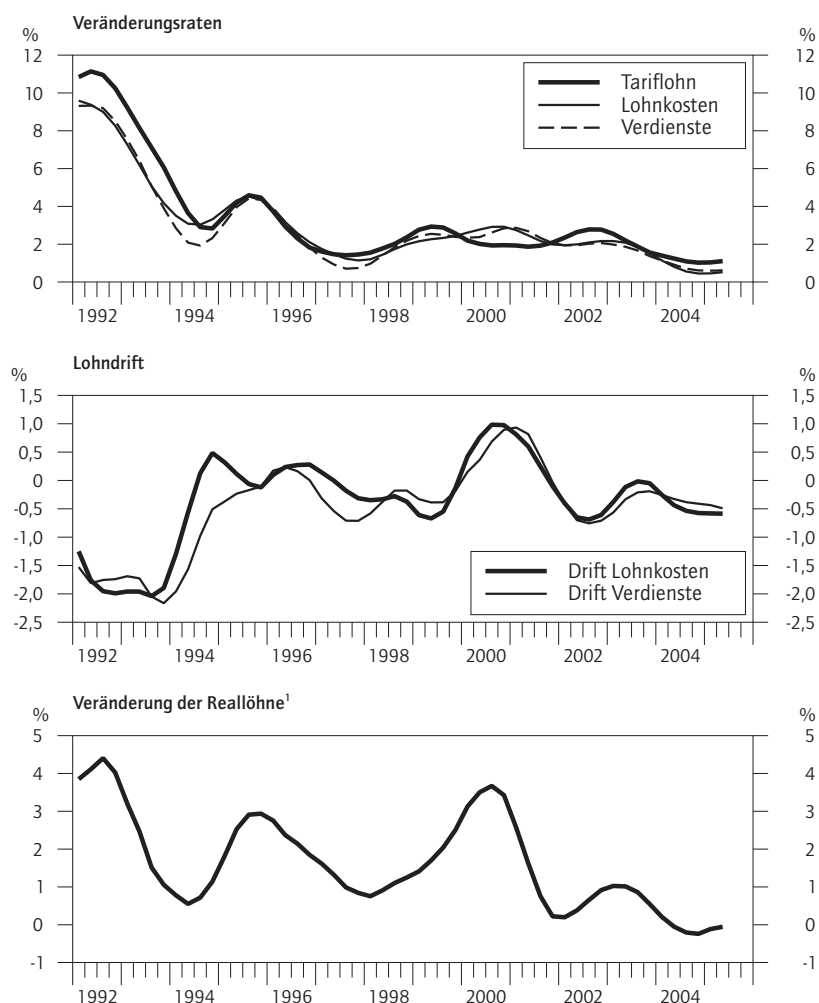 Veränderungsraten
% %
12 12
10 10
8 8
6 6
4 4
2 2
0 0
1992 1994 1996 1998 2000 2002 2004
Tariflohn
Lohnkosten
Verdienste
Lohndrift
% %
1,5 1,5
1,0 1,0
0,5 0,5
0 0
-0,5 -0,5
-1,0 -1,0
-1,5 -1,5
-2,0 -2,0
-2,5 -2,5
1992 1994 1996 1998 2000 2002 2004
Drift Lohnkosten
Drift Verdienste
Veränderung der Reallöhne¹
% %
5 5
4 4
3 3
2 2
1 1
0 0
-1 -1
1992 1994 1996 1998 2000 2002 2004